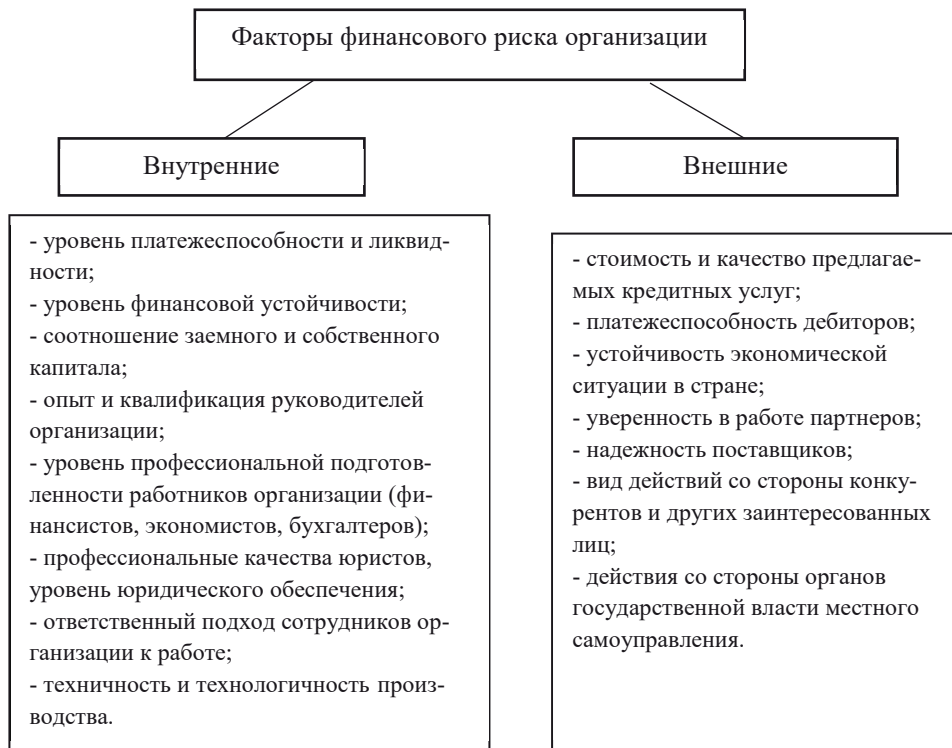 Факторы финансового риска организации
Внутренние
Внешние
- уровень платежеспособности и ликвид-
ности;
- уровень финансовой устойчивости;
- соотношение заемного и собственного
капитала;
- опыт и квалификация руководителей
организации;
- уровень профессиональной подготов-
ленности работников организации (фи-
нансистов, экономистов, бухгалтеров);
- профессиональные качества юристов,
уровень юридического обеспечения;
- ответственный подход сотрудников ор-
ганизации к работе;
- техничность и технологичность произ-
водства.
- стоимость и качество предлагае-
мых кредитных услуг;
- платежеспособность дебиторов;
- устойчивость экономической
ситуации в стране;
- уверенность в работе партнеров;
- надежность поставщиков;
- вид действий со стороны конку-
рентов и других заинтересованных
лиц;
- действия со стороны органов
государственной власти местного
самоуправления.